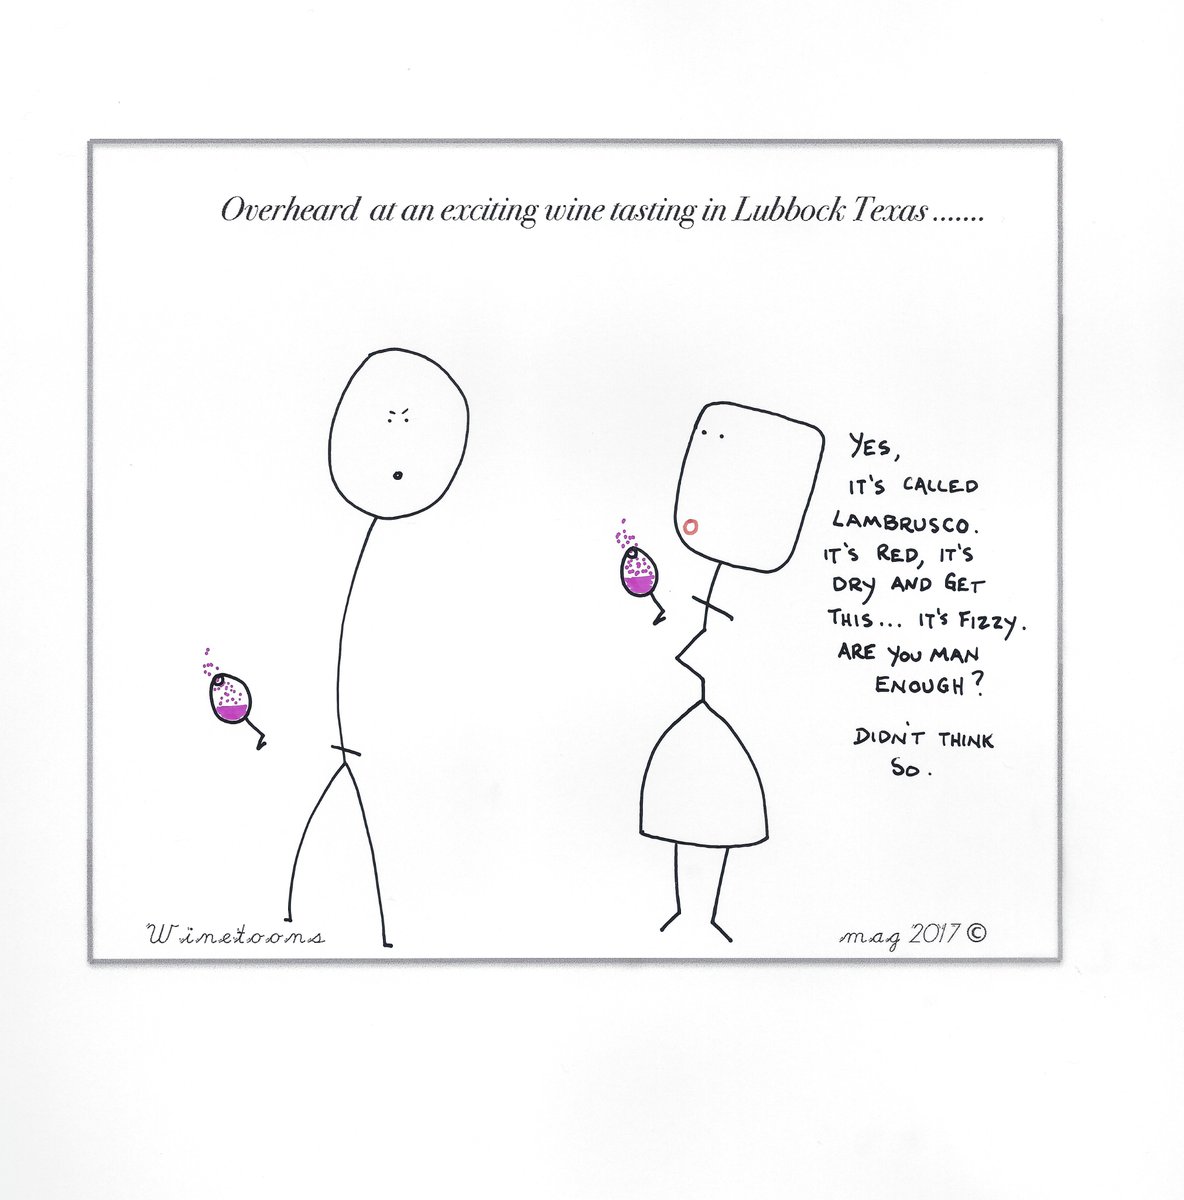 Overheard at an exciting wine tasting in Lubbock Texas.......
YES,
IT'S CALLED
LAMBRUSCO.
IT'S RED, IT'S
DRY AND GET
THIS... IT'S FIZZY.
ARE YOU MAN
ENOUGH?
DIDN'T THINK
SO.
Winetoons
mag 2017 ©